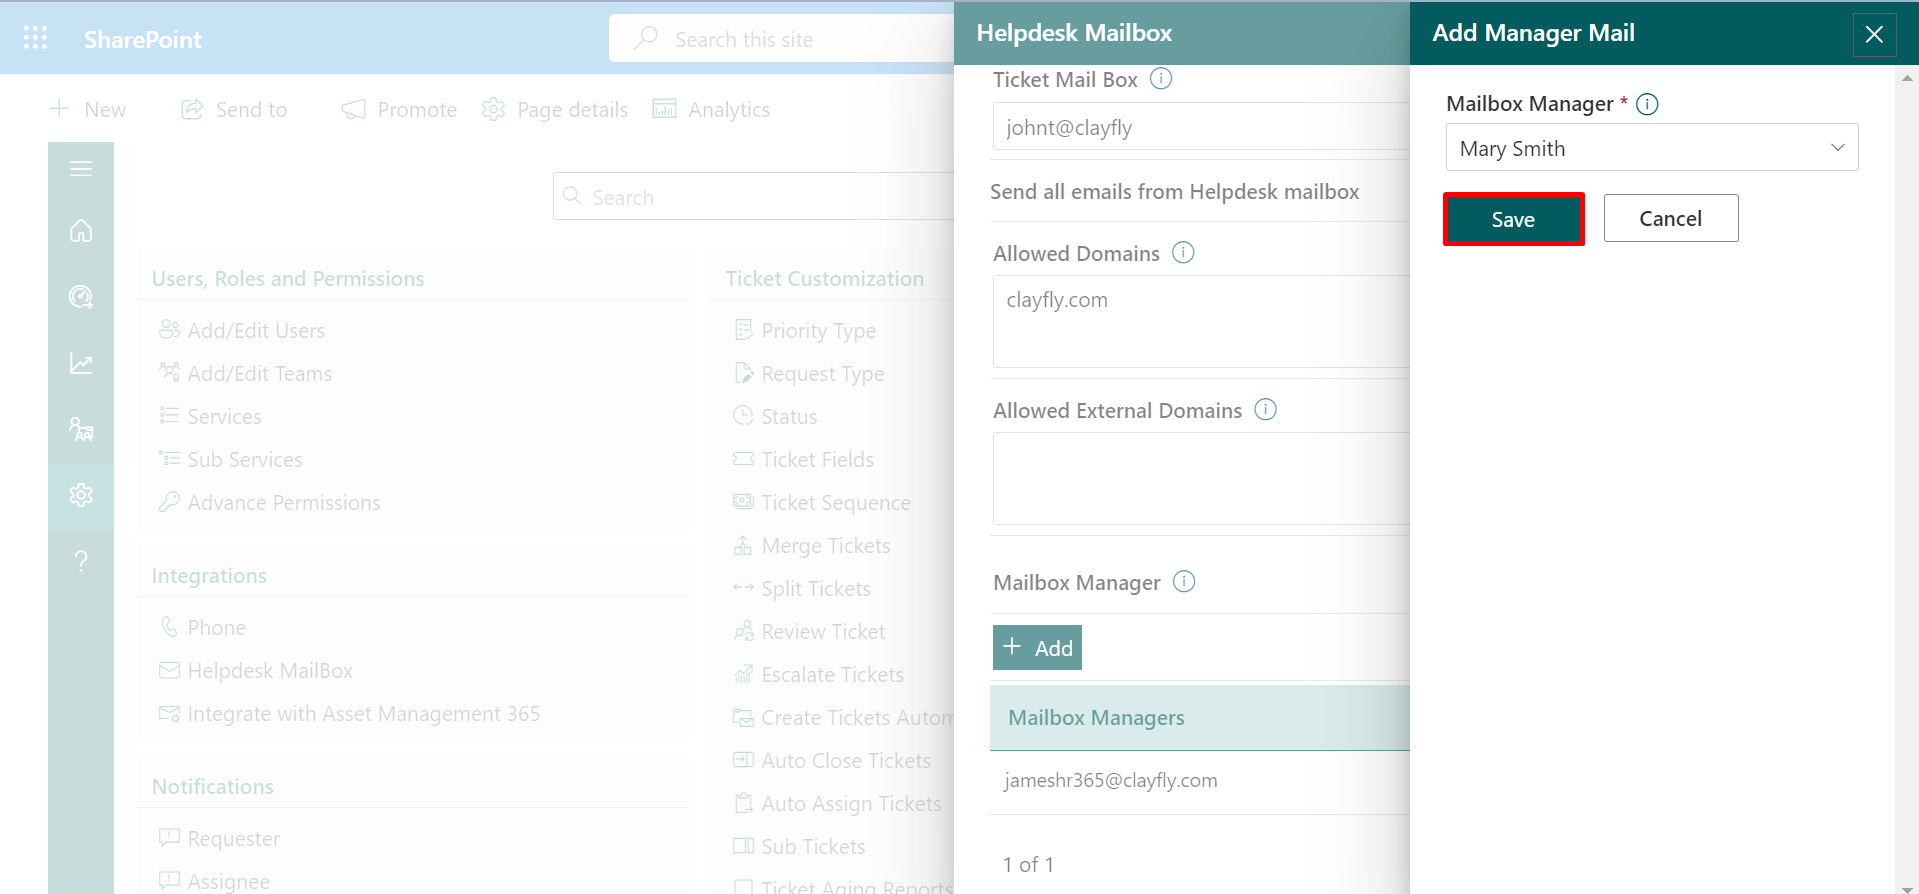 SharePoint
Search this site
New
Send to
Promote
Page details
Analytics
Search
Users, Roles and Permissions
Add/Edit Users
Add/Edit Teams
Services
Sub Services
Advance Permissions
Integrations
Phone
Helpdesk MailBox
Integrate with Asset Management 365
Notifications
Requester
Assignee
Ticket Customization
Priority Type
Request Type
Status
Ticket Fields
Ticket Sequence
Merge Tickets
Split Tickets
Review Ticket
Escalate Tickets
Create Tickets Autom
Auto Close Tickets
Auto Assign Tickets
Sub Tickets
Ticket Aging Reports
Helpdesk Mailbox
Ticket Mail Box
johnt@clayfly
Send all emails from Helpdesk mailbox
Allowed Domains
clayfly.com
Allowed External Domains
Mailbox Manager
+ Add
Mailbox Managers
jameshr365@clayfly.com
1 of 1
Add Manager Mail
Mailbox Manager *
Mary Smith
Save
Cancel